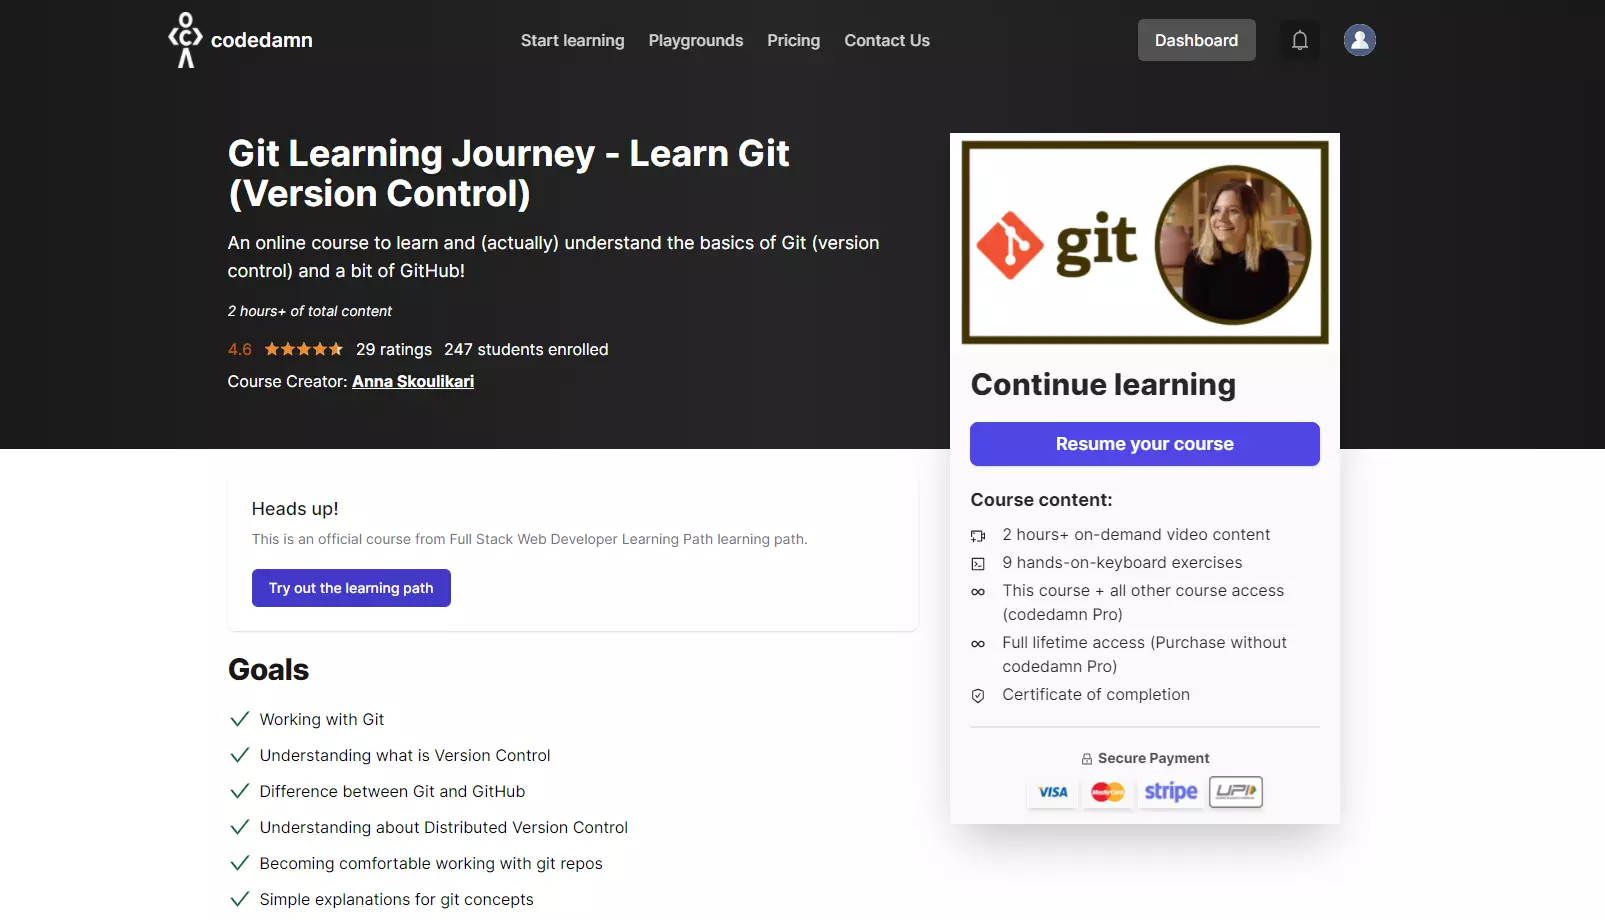 codedamn
Start learning
Playgrounds
Pricing
Contact Us
Dashboard
Git Learning Journey - Learn Git
(Version Control)
An online course to learn and (actually) understand the basics of Git (version
control) and a bit of GitHub!
2 hours+ of total content
4.6 29 ratings 247 students enrolled
Course Creator: Anna Skoulikari
git
Continue learning
Resume your course
Course content:
2 hours+ on-demand video content
9 hands-on-keyboard exercises
This course + all other course access
(codedamn Pro)
Full lifetime access (Purchase without
codedamn Pro)
Certificate of completion
Secure Payment
VISA
MasterCard
stripe
UPI
Heads up!
This is an official course from Full Stack Web Developer Learning Path learning path.
Try out the learning path
Goals
Working with Git
Understanding what is Version Control
Difference between Git and GitHub
Understanding about Distributed Version Control
Becoming comfortable working with git repos
Simple explanations for git concepts